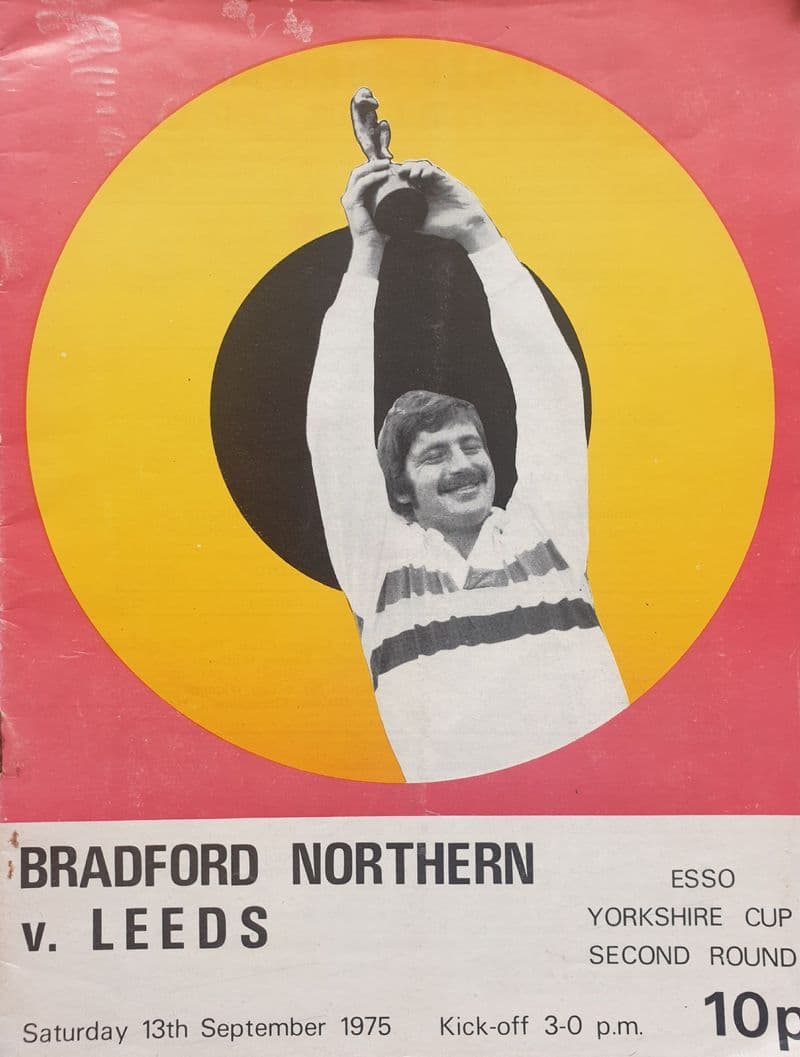 BRADFORD NORTHERN
v. LEEDS
ESSO
YORKSHIRE CUP
SECOND ROUND
Saturday 13th September 1975 Kick-off 3-0 p.m.
10p